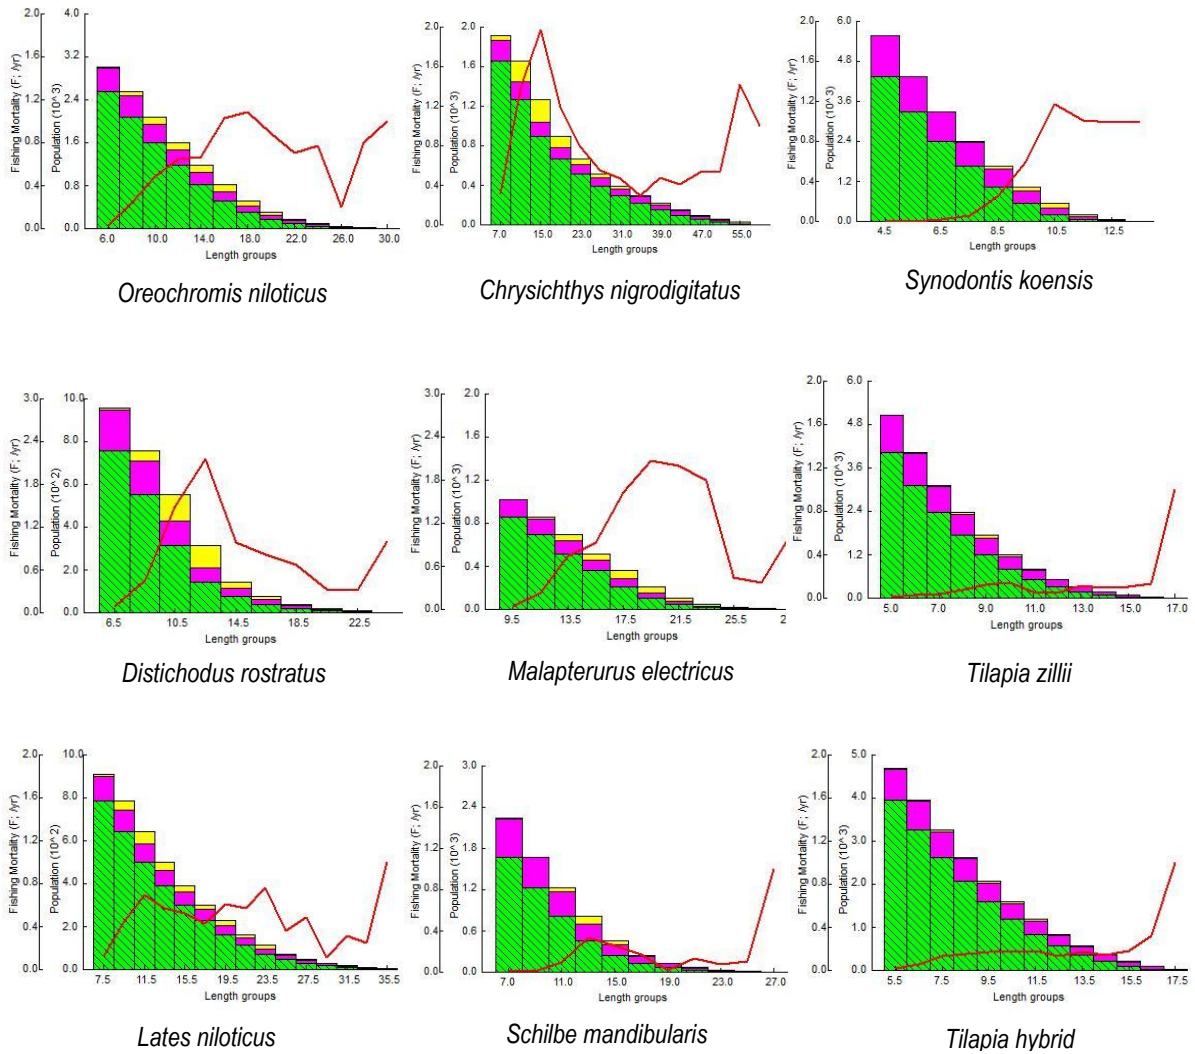 2.0 1.6 1.2 0.8 0.4 0.0
Fishing Mortality (F; /yr)
4.0 3.2 2.4 1.6 0.8 0.0
Population (10^ 3)
6.0 10.0 14.0 18.0 22.0 26.0 30.0
Length groups
Oreochromis niloticus
2.0 1.6 1.2 0.8 0.4 0.0
Fishing Mortality (F; /yr)
2.0 1.6 1.2 0.8 0.4 0.0
Population (10^ 3)
7.0 15.0 23.0 31.0 39.0 47.0 55.0
Length groups
Chrysichthys nigrodigitatus
2.0 1.6 1.2 0.8 0.4 0.0
Fishing Mortality (F; /yr)
6.0 4.8 3.6 2.4 1.2 0.0
Population (10^ 3)
4.5 6.5 8.5 10.5 12.5
Length groups
Synodontis koensis
3.0 2.4 1.8 1.2 0.6 0.0
Fishing Mortality (F; /yr)
10.0 8.0 6.0 4.0 2.0 0.0
Population (10^ 2)
6.5 10.5 14.5 18.5 22.5
Length groups
Distichodus rostratus
3.0 2.4 1.8 1.2 0.6 0.0
Fishing Mortality (F; /yr)
2.0 1.6 1.2 0.8 0.4 0.0
Population (10^ 3)
9.5 13.5 17.5 21.5 25.5 2
Length groups
Malapterurus electricus
2.0 1.6 1.2 0.8 0.4 0.0
Fishing Mortality (F; /yr)
6.0 4.8 3.6 2.4 1.2 0.0
Population (10^ 3)
5.0 7.0 9.0 11.0 13.0 15.0 17.0
Length groups
Tilapia zillii
2.0 1.6 1.2 0.8 0.4 0.0
Fishing Mortality (F; /yr)
10.0 8.0 6.0 4.0 2.0 0.0
Population (10^ 2)
7.5 11.5 15.5 19.5 23.5 27.5 31.5 35.5
Length groups
Lates niloticus
2.0 1.6 1.2 0.8 0.4 0.0
Fishing Mortality (F; /yr)
3.0 2.4 1.8 1.2 0.6 0.0
Population (10^ 3)
7.0 11.0 15.0 19.0 23.0 27.0
Length groups
Schilbe mandibularis
2.0 1.6 1.2 0.8 0.4 0.0
Fishing Mortality (F; /yr)
5.0 4.0 3.0 2.0 1.0 0.0
Population (10^ 3)
5.5 7.5 9.5 11.5 13.5 15.5 17.5
Length groups
Tilapia hybrid